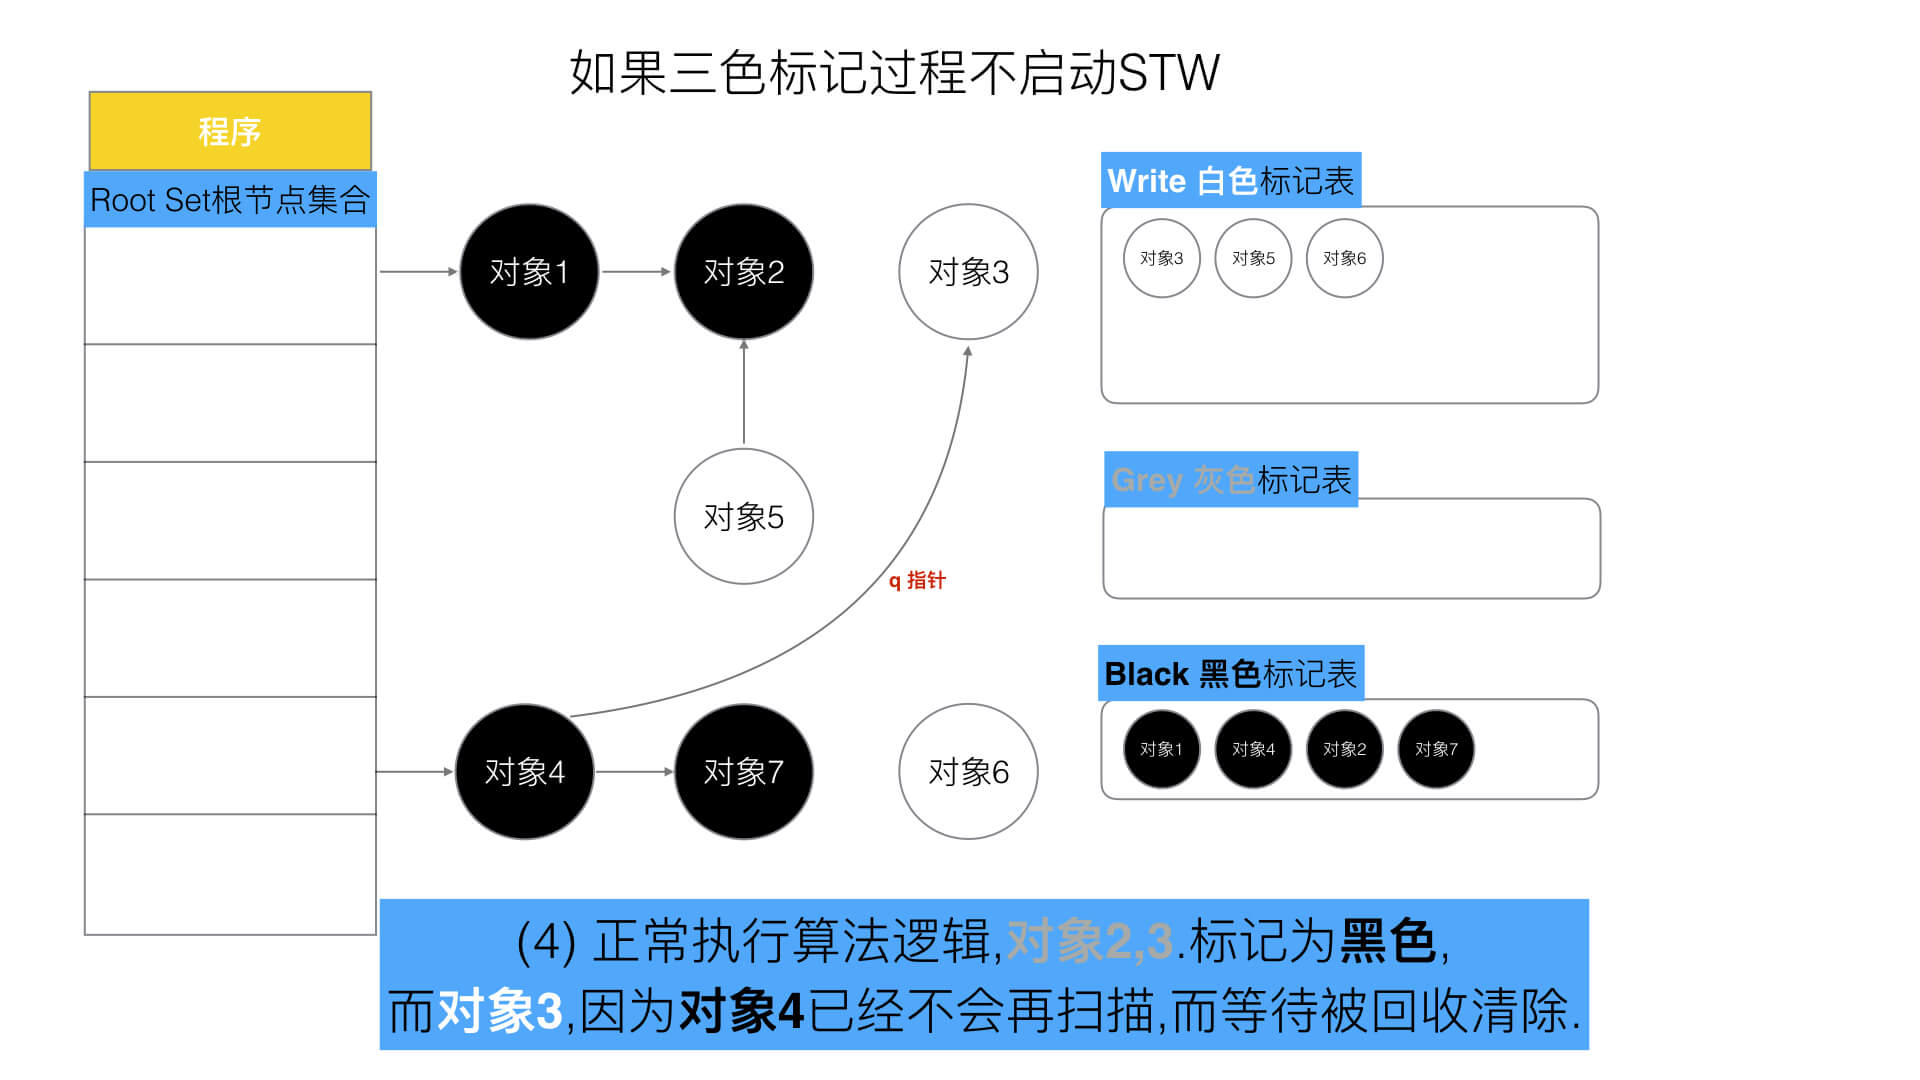 如果三色标记过程不启动STW
程序
Root Set根节点集合
对象1
对象2
对象3
对象5
q 指针
对象4
对象7
对象6
Write 白色标记表
对象3
对象5
对象6
Grey 灰色标记表
Black 黑色标记表
对象1
对象4
对象2
对象7
(4) 正常执行算法逻辑,对象2,3.标记为黑色,
而对象3,因为对象4已经不会再扫描,而等待被回收清除.